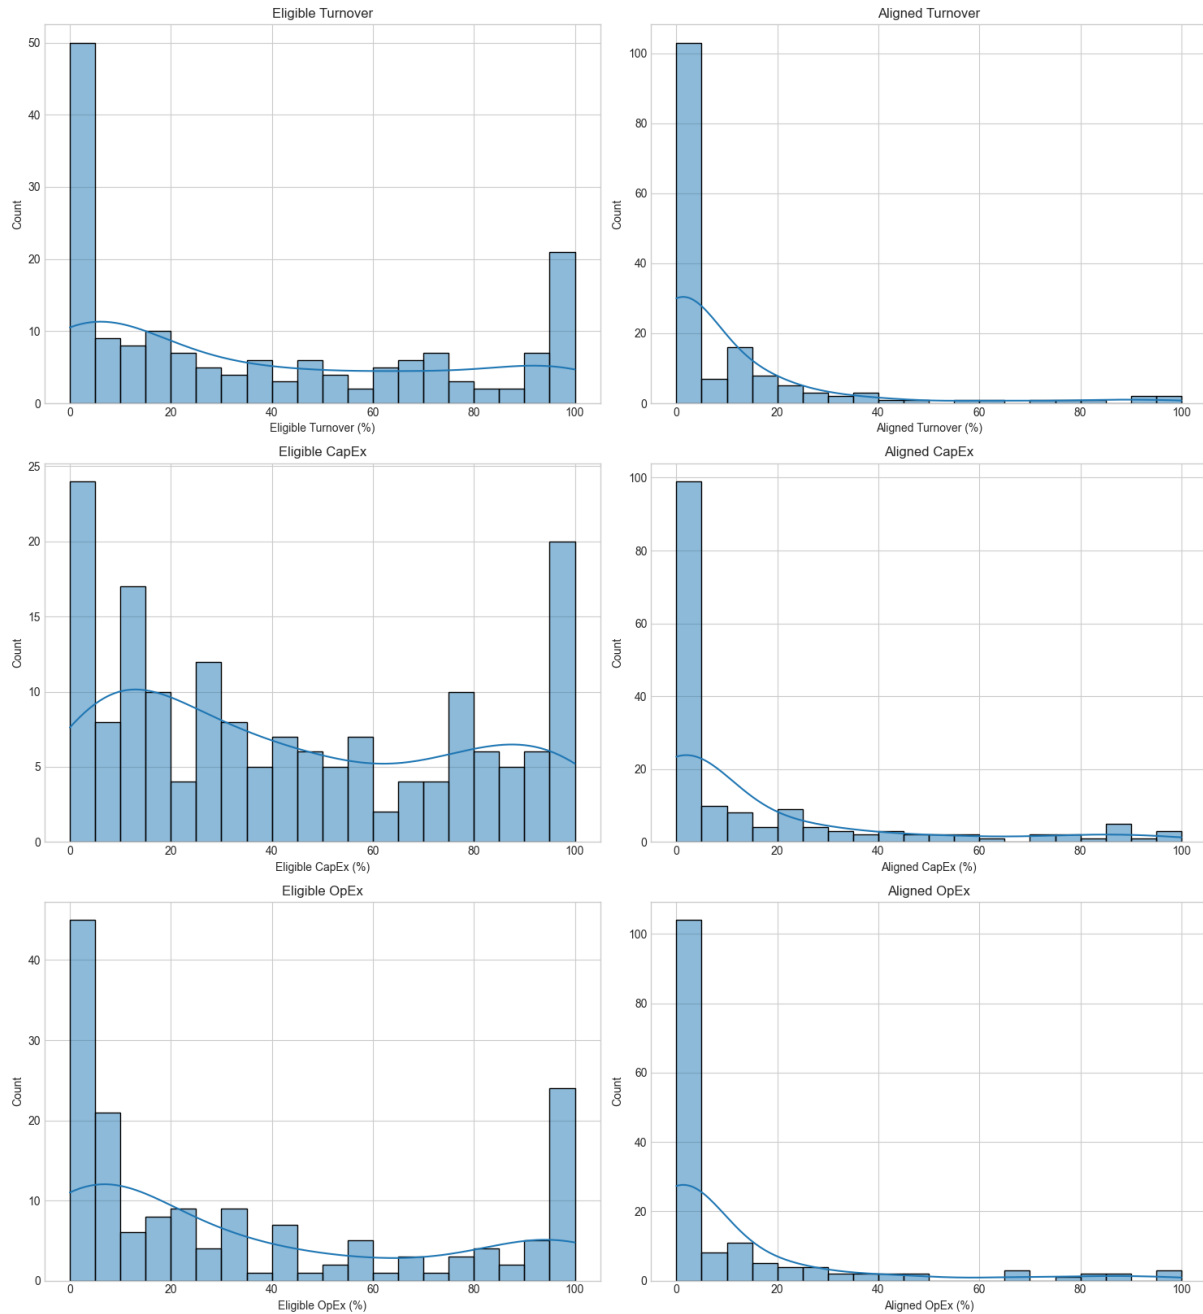 Eligible Turnover
Count
50
40
30
20
10
0
0 20 40 60 80 100
Eligible Turnover (%)
Aligned Turnover
Count
100
80
60
40
20
0
0 20 40 60 80 100
Aligned Turnover (%)
Eligible CapEx
Count
25
20
15
10
5
0
0 20 40 60 80 100
Eligible CapEx (%)
Aligned CapEx
Count
100
80
60
40
20
0
0 20 40 60 80 100
Aligned CapEx (%)
Eligible OpEx
Count
40
30
20
10
0
0 20 40 60 80 100
Eligible OpEx (%)
Aligned OpEx
Count
100
80
60
40
20
0
0 20 40 60 80 100
Aligned OpEx (%)